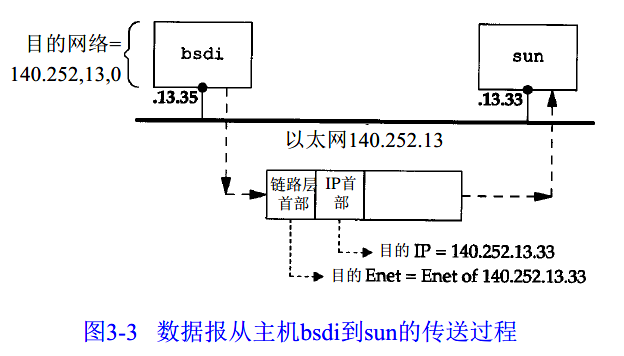 目的网络=
140.252,13,0
bsdi
sun
.13.35
.13.33
以太网140.252.13
链路层
首部
IP首
部
目的 IP = 140.252.13.33
目的 Enet = Enet of 140.252.13.33
图3-3 数据报从主机bsdi到sun的传送过程